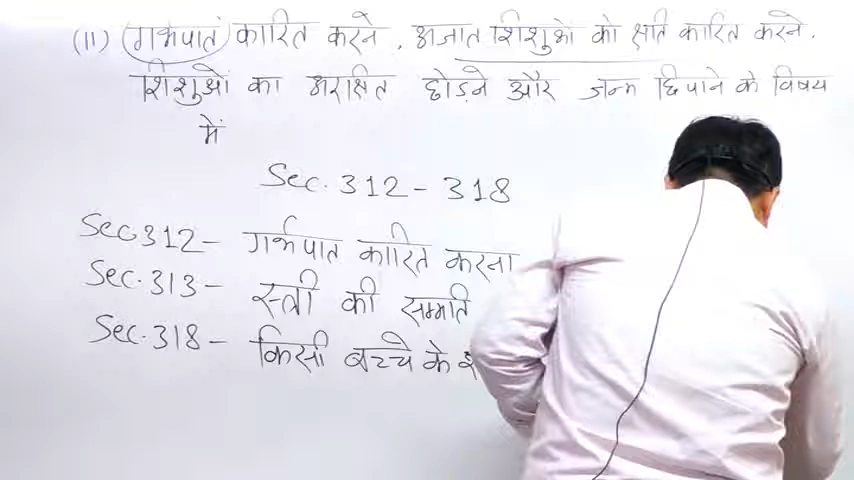 (II) गर्भपात कारित करने, अजात शिशुओं को क्षति कारित करने,
शिशुओं का अरक्षित छोड़ने और जन्म छिपाने के विषय
में
Sec. 312 - 318
Sec 312 - गर्भपात कारित करना
Sec. 313 - स्त्री की सम्मति
Sec. 318 - किसी बच्चे के